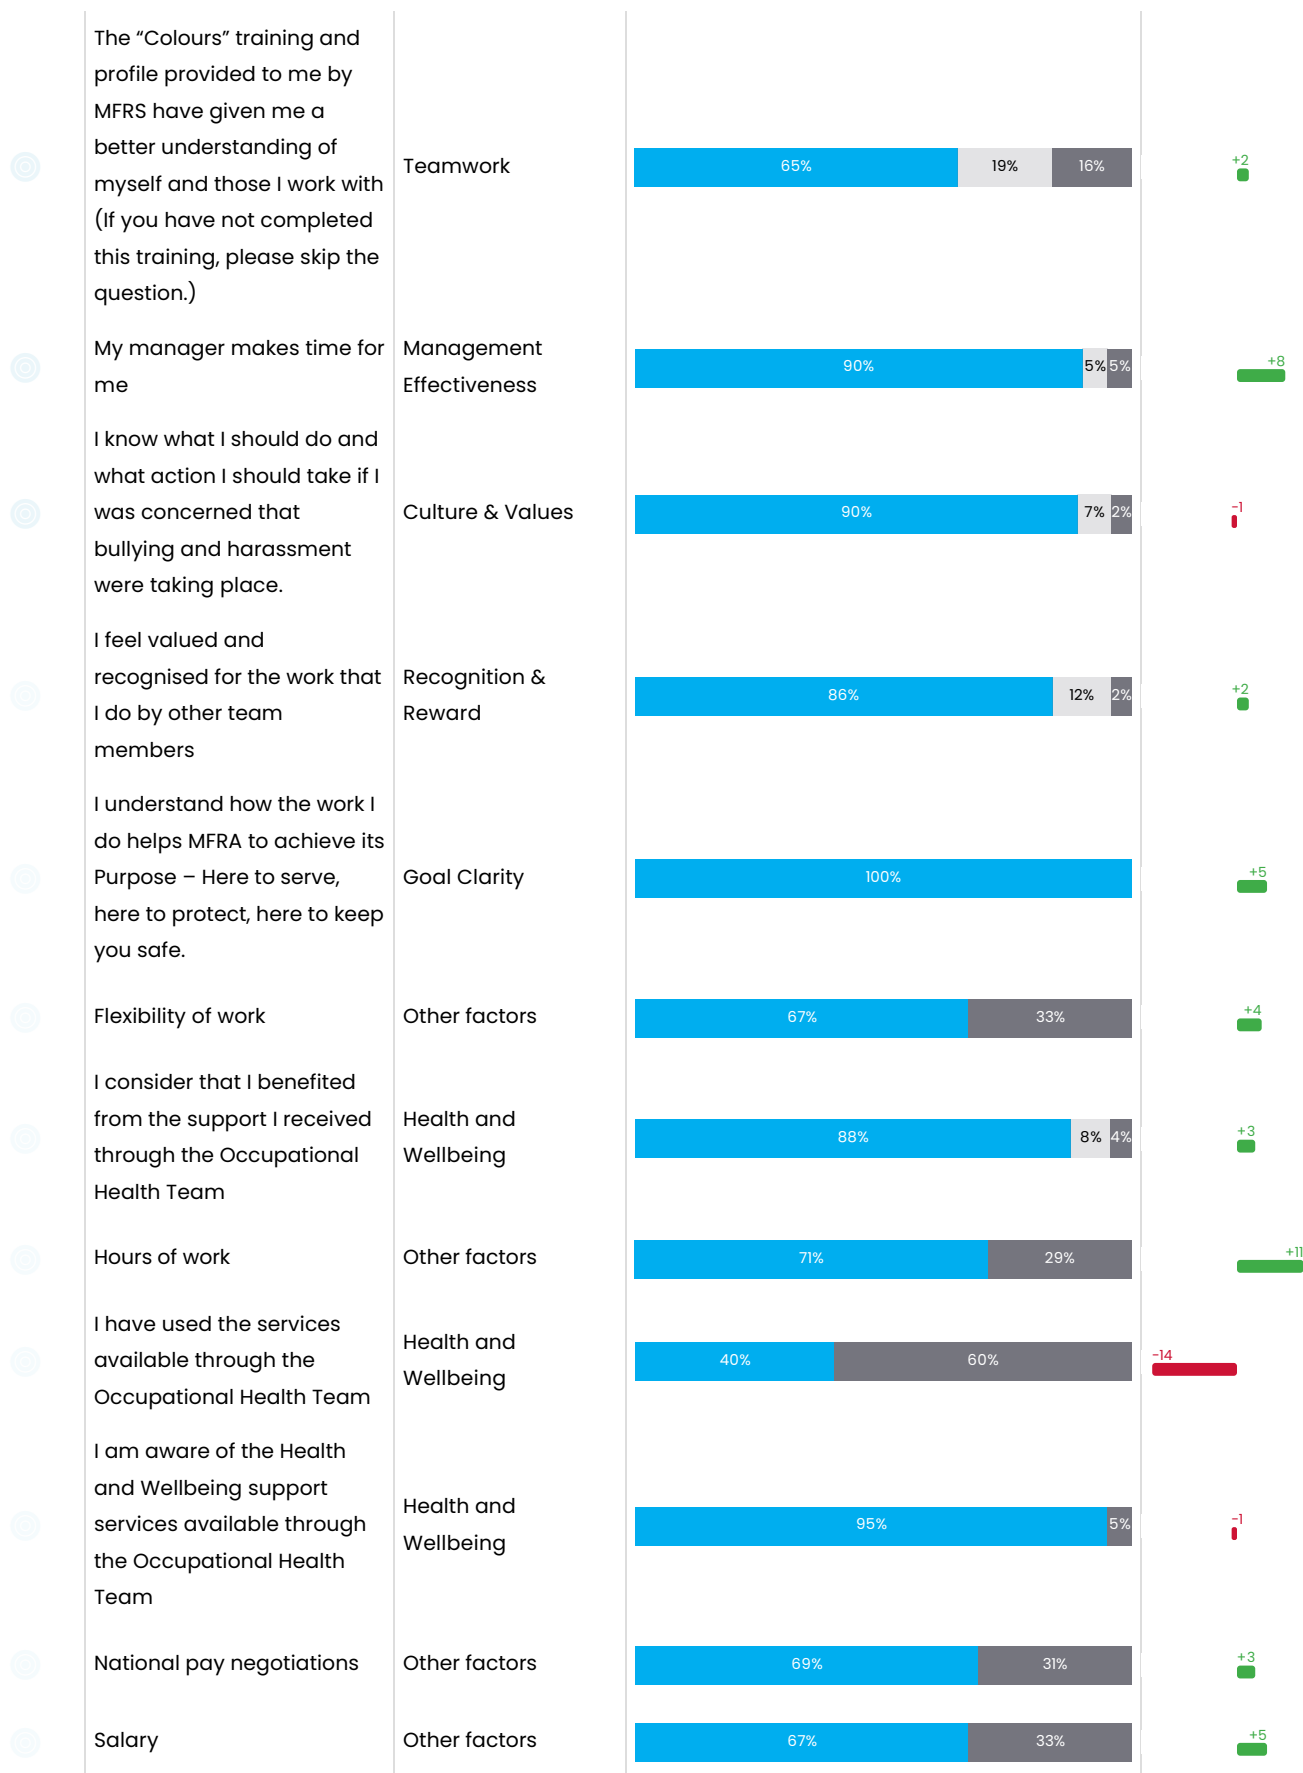 The “Colours” training and
profile provided to me by
MFRS have given me a
better understanding of
myself and those I work with
(If you have not completed
this training, please skip the
question.)
Teamwork
65% 19% 16%
+2
My manager makes time for
me
Management
Effectiveness
90% 5% 5%
+8
I know what I should do and
what action I should take if I
was concerned that
bullying and harassment
were taking place.
Culture & Values
90% 7% 2%
-1
I feel valued and
recognised for the work that
I do by other team
members
Recognition &
Reward
86% 12% 2%
+2
I understand how the work I
do helps MFRA to achieve its
Purpose – Here to serve,
here to protect, here to keep
you safe.
Goal Clarity
100%
+5
Flexibility of work
Other factors
67% 33%
+4
I consider that I benefited
from the support I received
through the Occupational
Health Team
Health and
Wellbeing
88% 8% 4%
+3
Hours of work
Other factors
71% 29%
+11
I have used the services
available through the
Occupational Health Team
Health and
Wellbeing
40% 60%
-14
I am aware of the Health
and Wellbeing support
services available through
the Occupational Health
Team
Health and
Wellbeing
95% 5%
-1
National pay negotiations
Other factors
69% 31%
+3
Salary
Other factors
67% 33%
+5